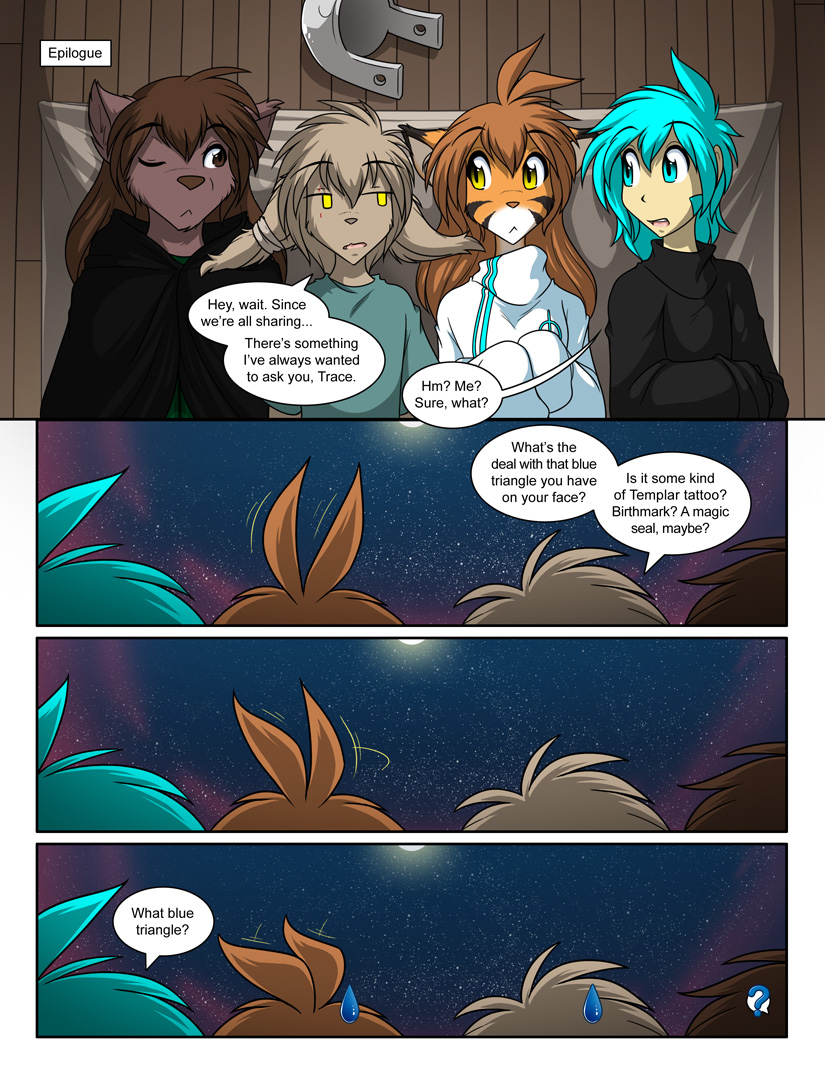 Epilogue
Hey, wait. Since
we're all sharing...
There's something
I've always wanted
to ask you, Trace.
Hm? Me?
Sure, what?
What's the
deal with that blue
triangle you have
on your face?
Is it some kind
of Templar tattoo?
Birthmark? A magic
seal, maybe?
What blue
triangle?
?